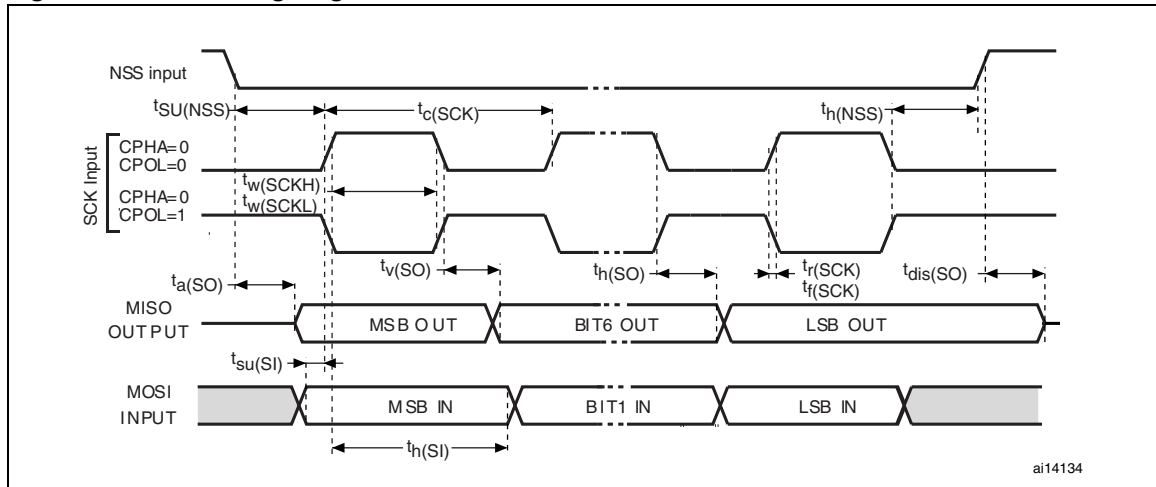 NSS input
tSU(NSS)
tc(SCK)
th(NSS)
SCK Input
CPHA=0
CPOL=0
tw(SCKH)
tw(SCKL)
CPHA=0
CPOL=1
ta(SO)
tv(SO)
th(SO)
tr(SCK)
tf(SCK)
tdis(SO)
MISO
OUTPUT
MSB OUT
BIT6 OUT
LSB OUT
tsu(SI)
MOSI
INPUT
MSB IN
BIT1 IN
LSB IN
th(SI)
ai14134